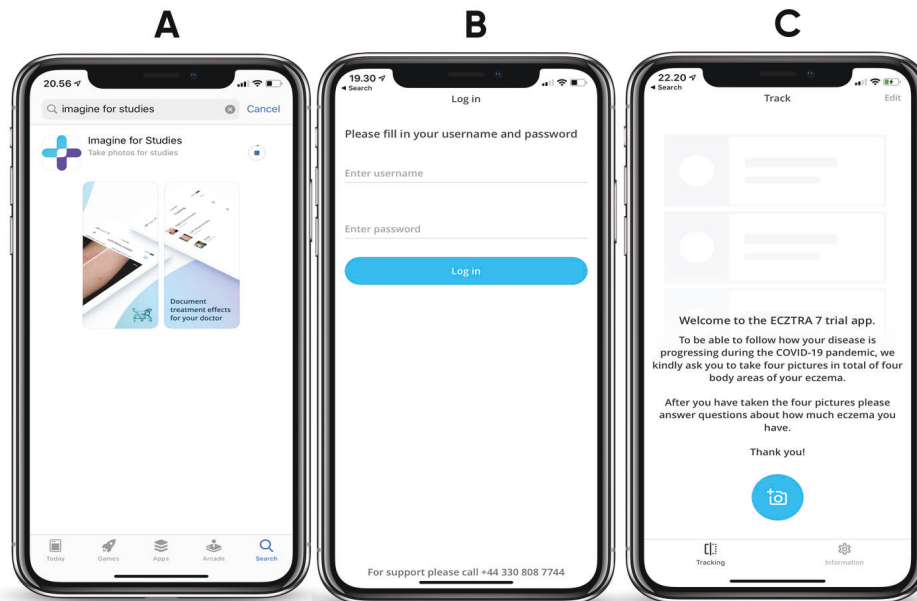 A
20.56
imagine for studies
Cancel
Imagine for Studies
Take photos for studies
Document
treatment effects
for your doctor
Today
Games
Apps
Arcade
Search
B
19.30
Search
Log in
Please fill in your username and password
Enter username
Enter password
Log in
For support please call +44 330 808 7744
C
22.20
Search
Track
Edit
Welcome to the ECZTRA 7 trial app.
To be able to follow how your disease is
progressing during the COVID-19 pandemic, we
kindly ask you to take four pictures in total of four
body areas of your eczema.
After you have taken the four pictures please
answer questions about how much eczema you
have.
Thank you!
Tracking
Information